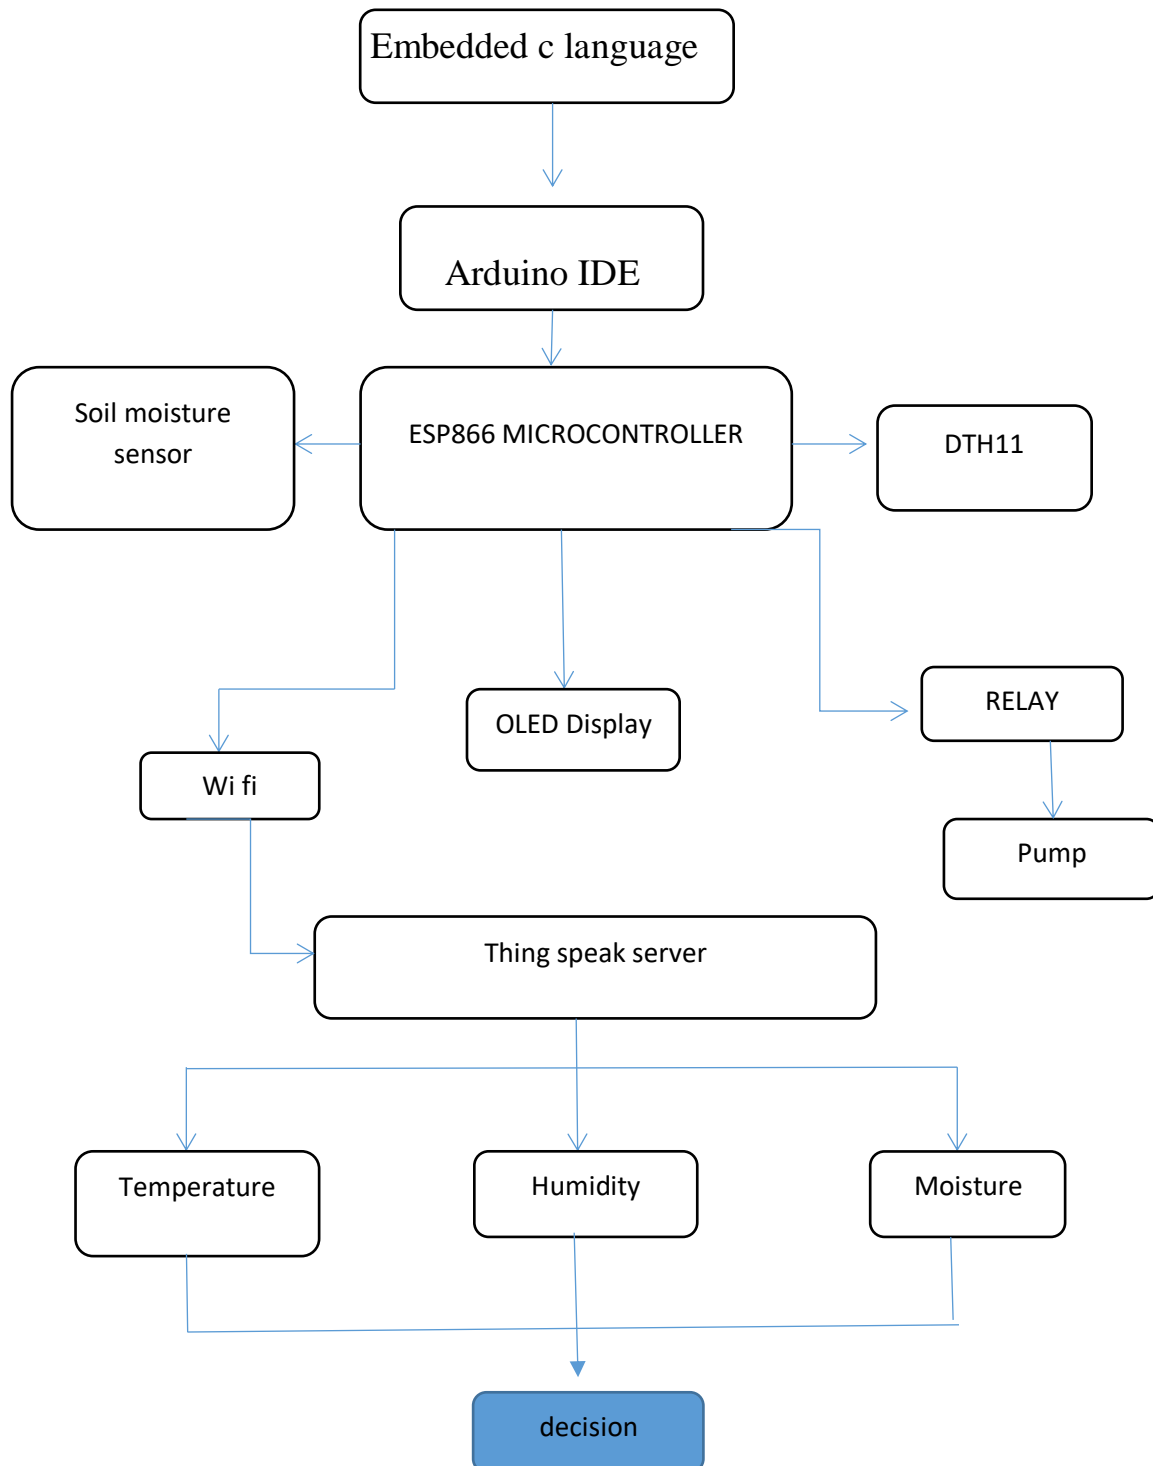 Embedded c language
Arduino IDE
Soil moisture
sensor
ESP866 MICROCONTROLLER
DTH11
OLED Display
RELAY
Wi fi
Pump
Thing speak server
Temperature
Humidity
Moisture
decision